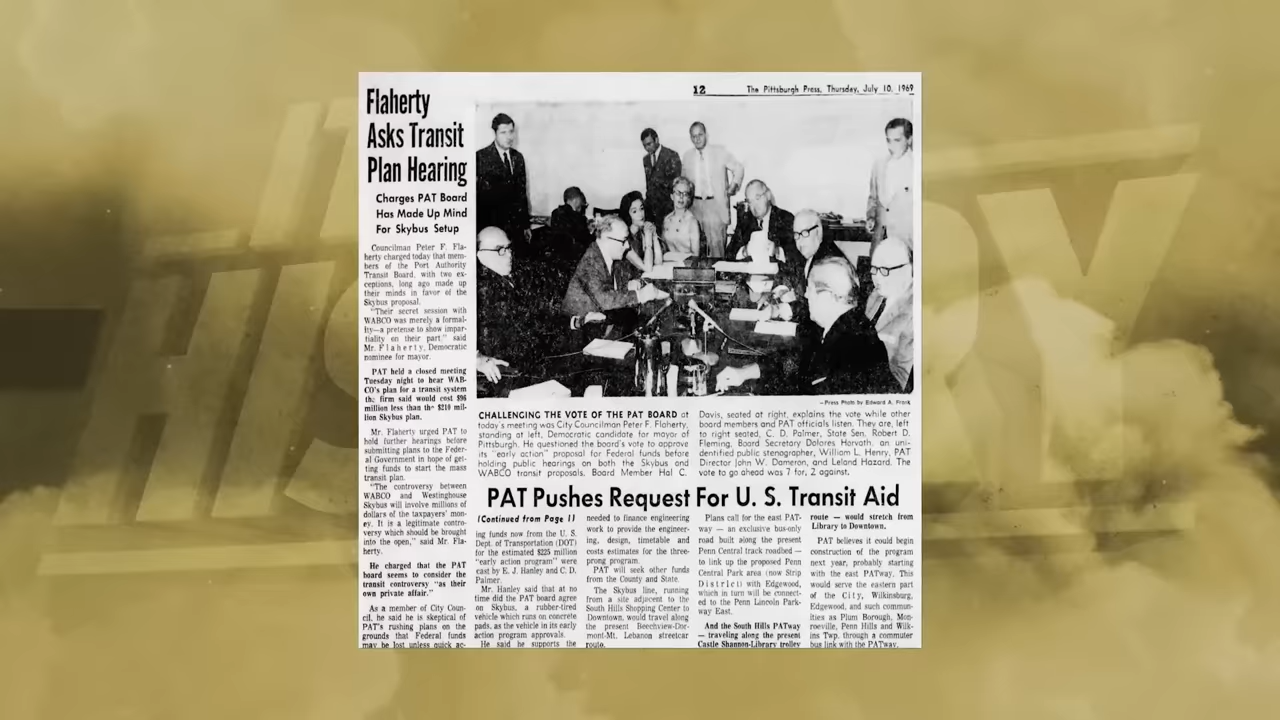 12
The Pittsburgh Press, Thursday, July 10, 1969
Flaherty
Asks Transit
Plan Hearing
Charges PAT Board
Has Made Up Mind
For Skybus Setup
Councilman Peter F. Fla-
herty charged today that mem-
bers of the Port Authority
Transit Board, with two ex-
ceptions, long ago made up
their minds in favor of the
Skybus proposal.
"Their secret session with
WABCO was merely a formal-
ity—a pretense to show impar-
tiality on their part" said
Mr. Flaherty, Democratic
nominee for mayor.
PAT held a closed meeting
Tuesday night to hear WAB-
CO's plan for a transit system
the firm said would cost $96
million less than the $210 mil-
lion Skybus plan.
Mr. Flaherty urged PAT to
hold further hearings before
submitting plans to the Feder-
al Government in hope of get-
ting funds to start the mass
transit plan.
"The controversy between
WABCO and Westinghouse
Skybus will involve millions of
dollars of the taxpayers' mon-
ey. It is a legitimate contro-
versy which should be brought
into the open," said Mr. Fla-
herty.
He charged that the PAT
board seems to consider the
transit controversy "as their
own private affair."
As a member of City Coun-
cil, he said he is skeptical of
PAT's rushing plans on the
grounds that Federal funds
may be lost unless quick ac-
—Press Photo by Edward A. Frank
CHALLENGING THE VOTE OF THE PAT BOARD at
today's meeting was City Councilman Peter F. Flaherty,
standing at left, Democratic candidate for mayor of
Pittsburgh. He questioned the board's vote to approve
its "early action" proposal for Federal funds before
holding public hearings on both the Skybus and
WABCO transit proposals. Board Member Hal C.
Davis, seated at right, explains the vote while other
board members and PAT officials listen. They are, left
to right seated, C. D. Palmer, State Sen. Robert D.
Fleming, Board Secretary Dolores Horvath, an uni-
dentified public stenographer, William L. Henry, PAT
Director John W. Dameron, and Leland Hazard. The
vote to go ahead was 7 for, 2 against.
PAT Pushes Request For U. S. Transit Aid
(Continued from Page 1)
ing funds now from the U. S.
Dept. of Transportation (DOT)
for the estimated $225 million
"early action program" were
cast by E. J. Hanley and C. D.
Palmer.
Mr. Hanley said that at no
time did the PAT board agree
on Skybus, a rubber-tired
vehicle which runs on concrete
pads, as the vehicle in its early
action program approvals.
He said he supports the
needed to finance engineering
work to provide the engineer-
ing, design, timetable and
costs estimates for the three-
prong program.
PAT will seek other funds
from the County and State.
The Skybus line, running
from a site adjacent to the
South Hills Shopping Center to
Downtown, would travel along
the present Beechview-Dor-
mont-Mt. Lebanon streetcar
route.
Plans call for the east PAT-
way — an exclusive bus-only
road built along the present
Penn Central track roadbed —
to link up the proposed Penn
Central Park area (now Strip
District) with Edgewood,
which in turn will be connect-
ed to the Penn Lincoln Park-
way East.
And the South Hills PATway
— traveling along the present
Castle Shannon-Library trolley
route — would stretch from
Library to Downtown.
PAT believes it could begin
construction of the program
next year, probably starting
with the east PATway. This
would serve the eastern part
of the City, Wilkinsburg,
Edgewood, and such commun-
ities as Plum Borough, Mon-
roeville, Penn Hills and Wilk-
ins Twp. through a commuter
bus link with the PATway.